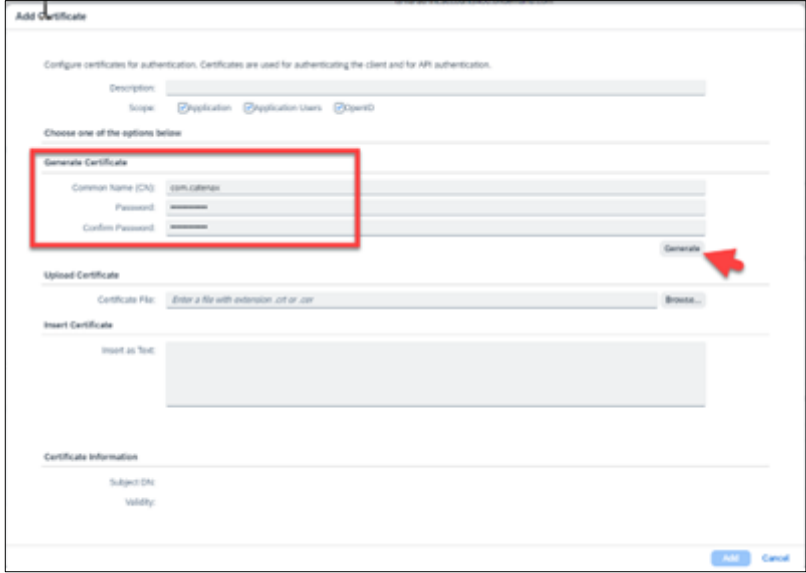 Add Certificate
Configure certificates for authentication. Certificates are used for authenticating the client and for API authentication.
Description:
Scope: Application Application Users OpenID
Choose one of the options below
Generate Certificate
Common Name (CN): com.catenax
Password:
Confirm Password:
Generate
Upload Certificate
Certificate File: Enter a file with extension .crt or .cer Browse...
Insert Certificate
Insert as Text:
Certificate Information
Subject DN:
Validity:
Add Cancel